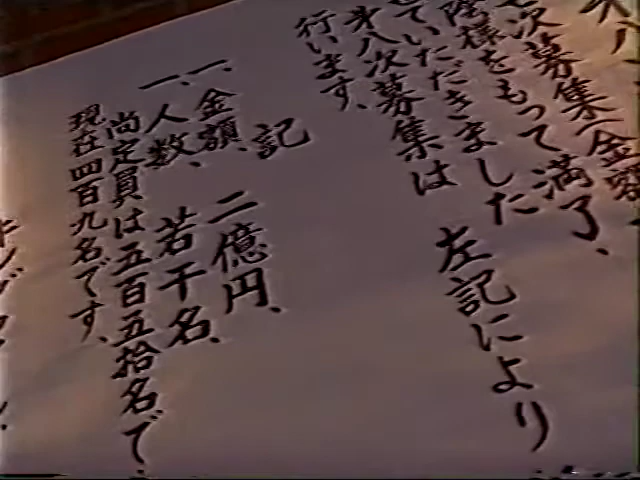 七次募集(金額
陰様をもって満了、
ていただきました
才八次募集は 左記により
行います、
記
一、金額、 二億円、
一、人数、 若干名、
尚定員は五百五拾名で、
現在四百九名です、